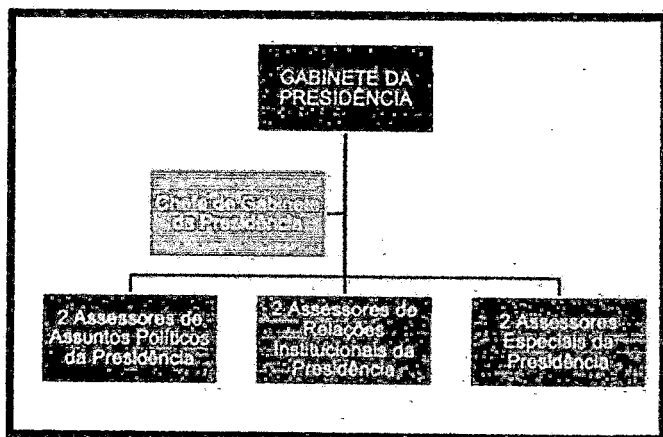 GABINETE DA
PRESIDÊNCIA
Chefe de Gabinete
da Presidência
2 Assessores de
Assuntos Políticos
da Presidência
2 Assessores de
Relações
Institucionais da
Presidência
2 Assessores
Especiais da
Presidência